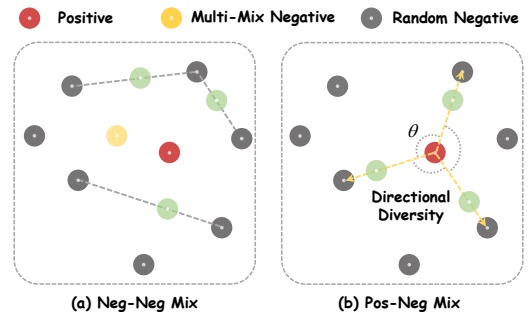 Positive Multi-Mix Negative Random Negative
θ
Directional
Diversity
(a) Neg-Neg Mix (b) Pos-Neg Mix